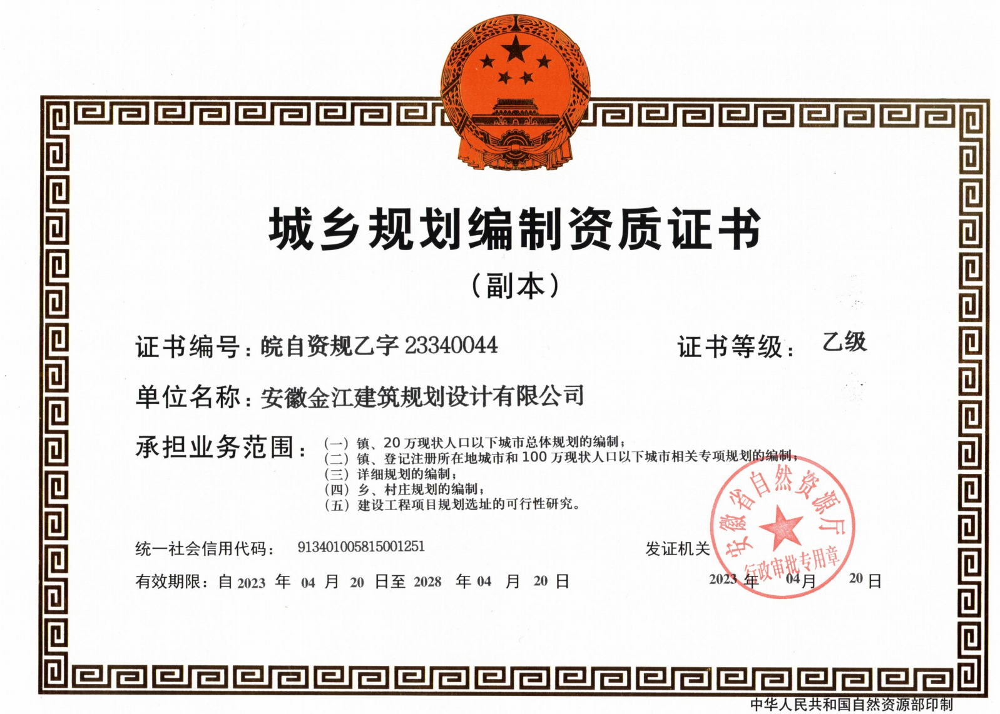 城乡规划编制资质证书
（副本）
证书编号：皖自资规乙字 23340044 证书等级： 乙级
单位名称：安徽金江建筑规划设计有限公司
承担业务范围：（一）镇、20 万现状人口以下城市总体规划的编制；
（二）镇、登记注册所在地城市和 100 万现状人口以下城市相关专项规划的编制；
（三）详细规划的编制；
（四）乡、村庄规划的编制；
（五）建设工程项目规划选址的可行性研究。
安徽省自然资源厅
行政审批专用章
统一社会信用代码： 913401005815001251 发证机关
有效期限：自 2023 年 04 月 20 日至 2028 年 04 月 20 日 2023 年 04月 20 日
中华人民共和国自然资源部印制